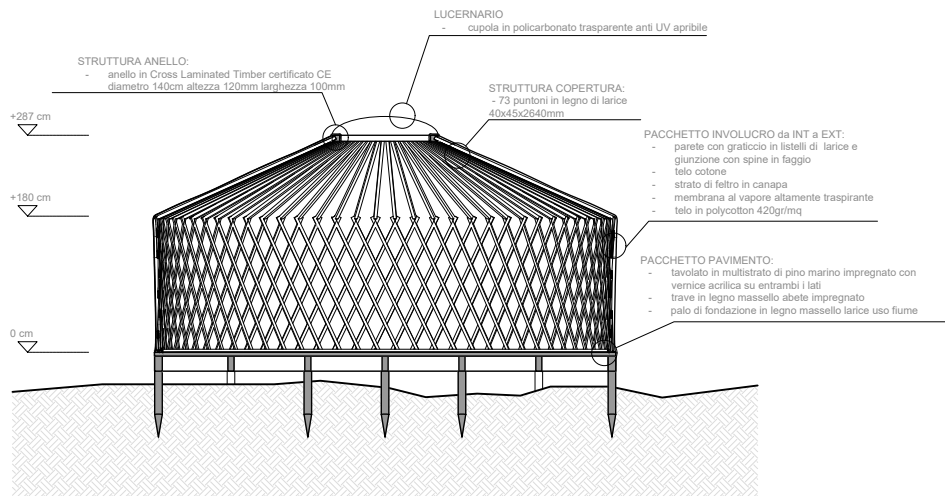 LUCERNARIO
- cupola in policarbonato trasparente anti UV apribile
STRUTTURA ANELLO:
- anello in Cross Laminated Timber certificato CE
diametro 140cm altezza 120mm larghezza 100mm
STRUTTURA COPERTURA:
- 73 puntoni in legno di larice
40x45x2640mm
+287 cm
PACCHETTO INVOLUCRO da INT a EXT:
- parete con graticcio in listelli di larice e
giunzione con spine in faggio
- telo cotone
- strato di feltro in canapa
- membrana al vapore altamente traspirante
- telo in polycotton 420gr/mq
+180 cm
PACCHETTO PAVIMENTO:
- tavolato in multistrato di pino marino impregnato con
vernice acrilica su entrambi i lati
- trave in legno massello abete impregnato
- palo di fondazione in legno massello larice uso fiume
0 cm